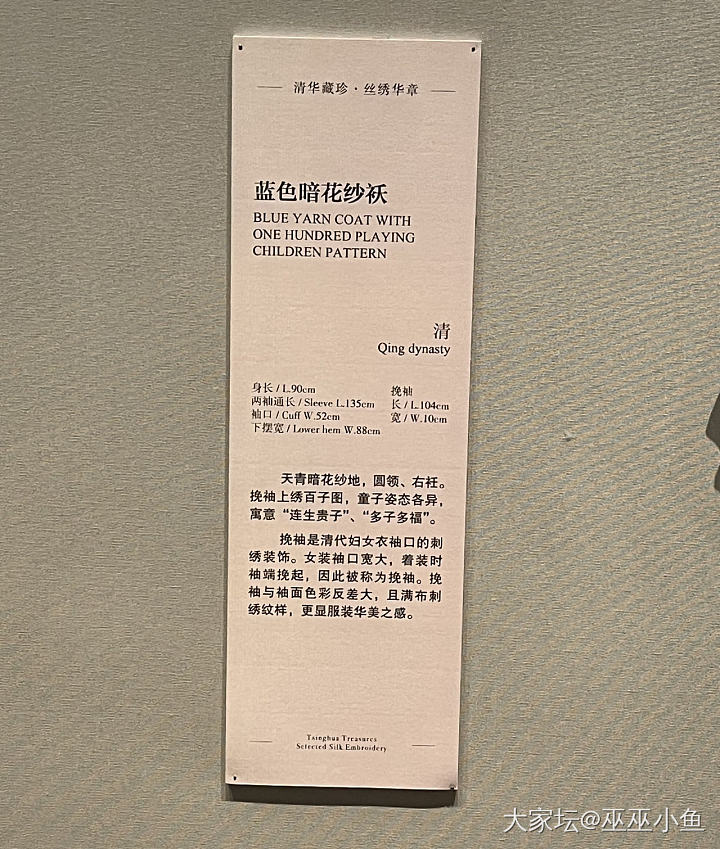 清华藏珍·丝绣华章
蓝色暗花纱袄
BLUE YARN COAT WITH
ONE HUNDRED PLAYING
CHILDREN PATTERN
清
Qing dynasty
身长 / L.90cm
两袖通长 / Sleeve L.135cm
袖口 / Cuff W.52cm
下摆宽 / Lower hem W.88cm
挽袖
长 / L.104cm
宽 / W.10cm
天青暗花纱地，圆领、右衽。
挽袖上绣百子图，童子姿态各异，
寓意“连生贵子”、“多子多福”。
挽袖是清代妇女衣袖口的刺
绣装饰。女装袖口宽大，着装时
袖端挽起，因此被称为挽袖。挽
袖与袖面色彩反差大，且满布刺
绣纹样，更显服装华美之感。
Tsinghua Treasures
Selected Silk Embroidery
大家坛@巫巫小鱼